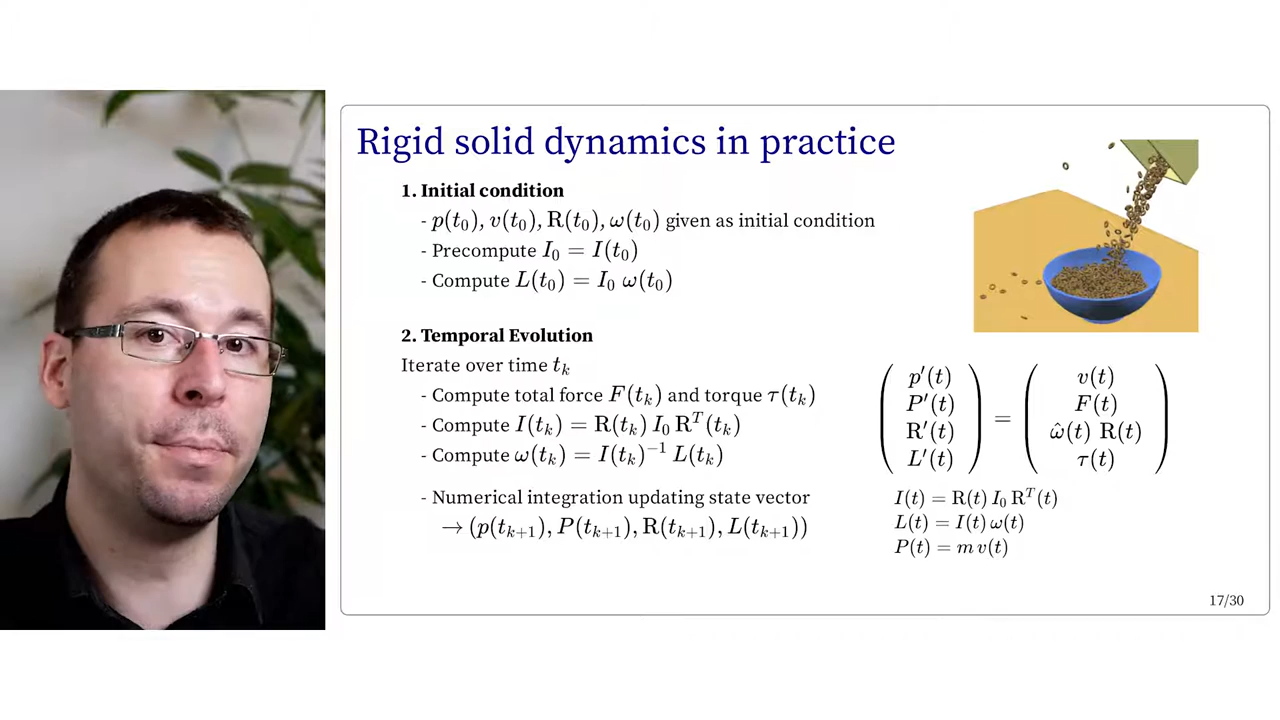 Rigid solid dynamics in practice
1. Initial condition
- p(t₀), v(t₀), R(t₀), ω(t₀) given as initial condition
- Precompute I₀ = I(t₀)
- Compute L(t₀) = I₀ ω(t₀)
2. Temporal Evolution
Iterate over time tₖ
- Compute total force F(tₖ) and torque τ(tₖ)
- Compute I(tₖ) = R(tₖ) I₀ Rᵀ(tₖ)
- Compute ω(tₖ) = I(tₖ)⁻¹ L(tₖ)
- Numerical integration updating state vector
→ (p(tₖ₊₁), P(tₖ₊₁), R(tₖ₊₁), L(tₖ₊₁))
p′(t) v(t)
P′(t) F(t)
R′(t) = ω̂(t) R(t)
L′(t) τ(t)
I(t) = R(t) I₀ Rᵀ(t)
L(t) = I(t) ω(t)
P(t) = m v(t)
17/30